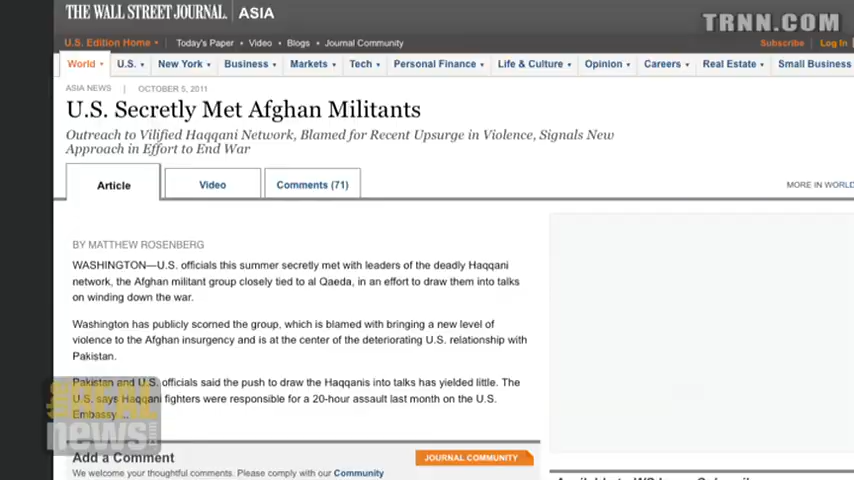 THE WALL STREET JOURNAL. ASIA
TRNN.COM
U.S. Edition Home Today's Paper • Video • Blogs • Journal Community Subscribe Log In
World U.S. New York Business Markets Tech Personal Finance Life & Culture Opinion Careers Real Estate Small Business
ASIA NEWS OCTOBER 5, 2011
U.S. Secretly Met Afghan Militants
Outreach to Vilified Haqqani Network, Blamed for Recent Upsurge in Violence, Signals New
Approach in Effort to End War
Article Video Comments (71)
MORE IN WORLD
BY MATTHEW ROSENBERG
WASHINGTON—U.S. officials this summer secretly met with leaders of the deadly Haqqani
network, the Afghan militant group closely tied to al Qaeda, in an effort to draw them into talks
on winding down the war.
Washington has publicly scorned the group, which is blamed with bringing a new level of
violence to the Afghan insurgency and is at the center of the deteriorating U.S. relationship with
Pakistan.
Pakistan and U.S. officials said the push to draw the Haqqanis into talks has yielded little. The
U.S. says Haqqani fighters were responsible for a 20-hour assault last month on the U.S.
Embassy ...
the REAL
news.com
Add a Comment
JOURNAL COMMUNITY
We welcome your thoughtful comments. Please comply with our Community